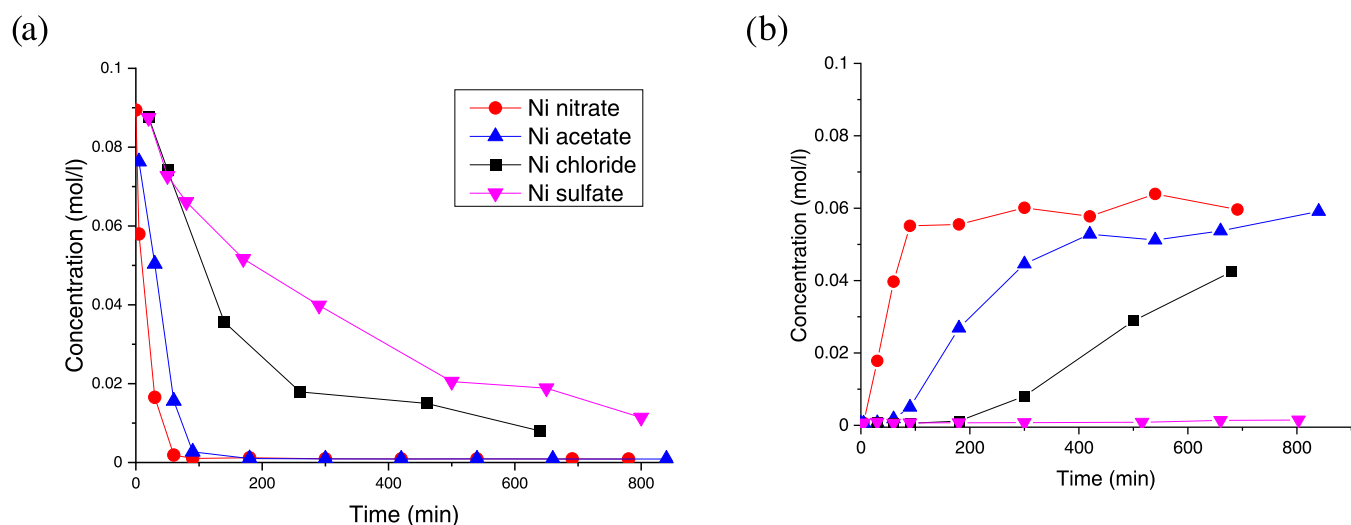 (a)
Concentration (mol/l)
0.1
0.08
0.06
0.04
0.02
0
0 200 400 600 800
Time (min)
Ni nitrate
Ni acetate
Ni chloride
Ni sulfate
(b)
Concentration (mol/l)
0.1
0.08
0.06
0.04
0.02
0
0 200 400 600 800
Time (min)